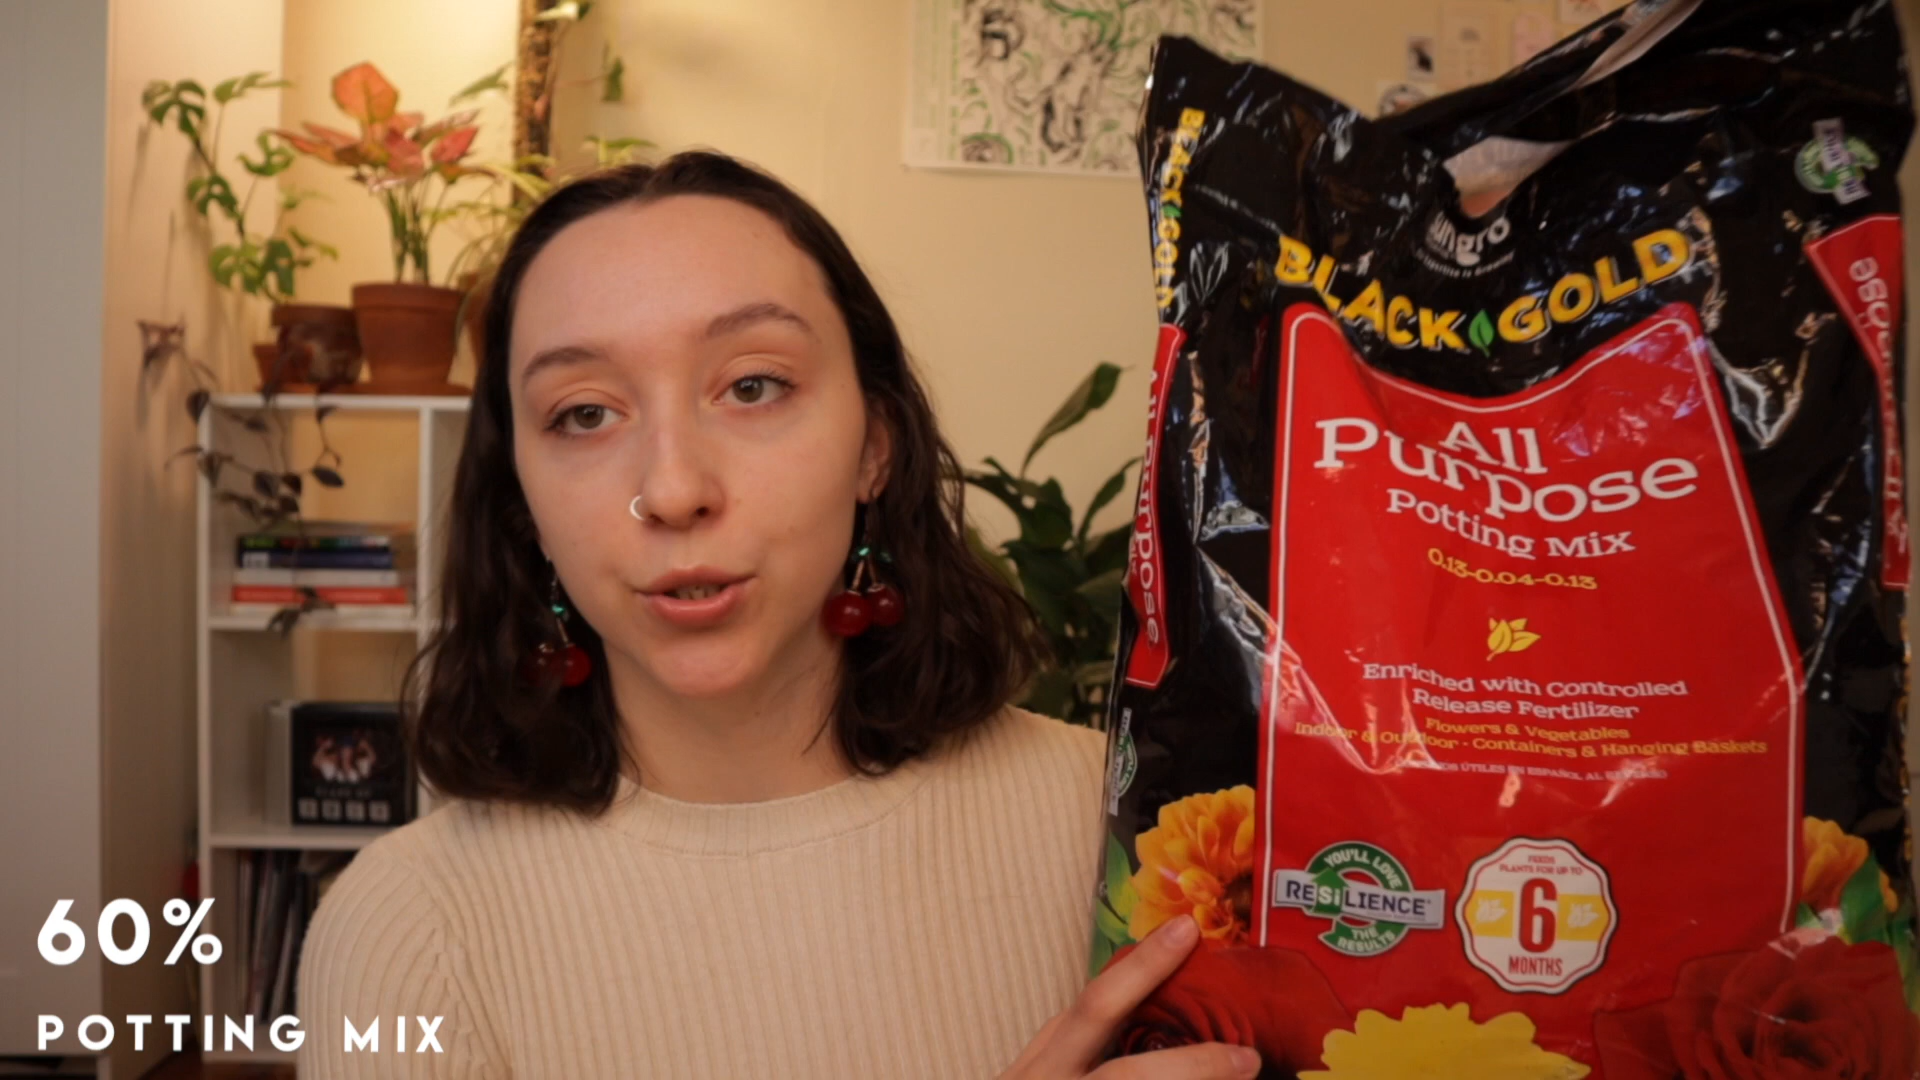 BLACK GOLD
sungro
BLACK GOLD
All
Purpose
Potting Mix
0.13-0.04-0.13
Enriched with Controlled
Release Fertilizer
Flowers & Vegetables
Indoor & Outdoor · Containers & Hanging Baskets
All Purpose
YOU'LL LOVE
RESiLIENCE®
THE
RESULTS
FEEDS
PLANTS FOR UP TO
6
MONTHS
60%
POTTING MIX